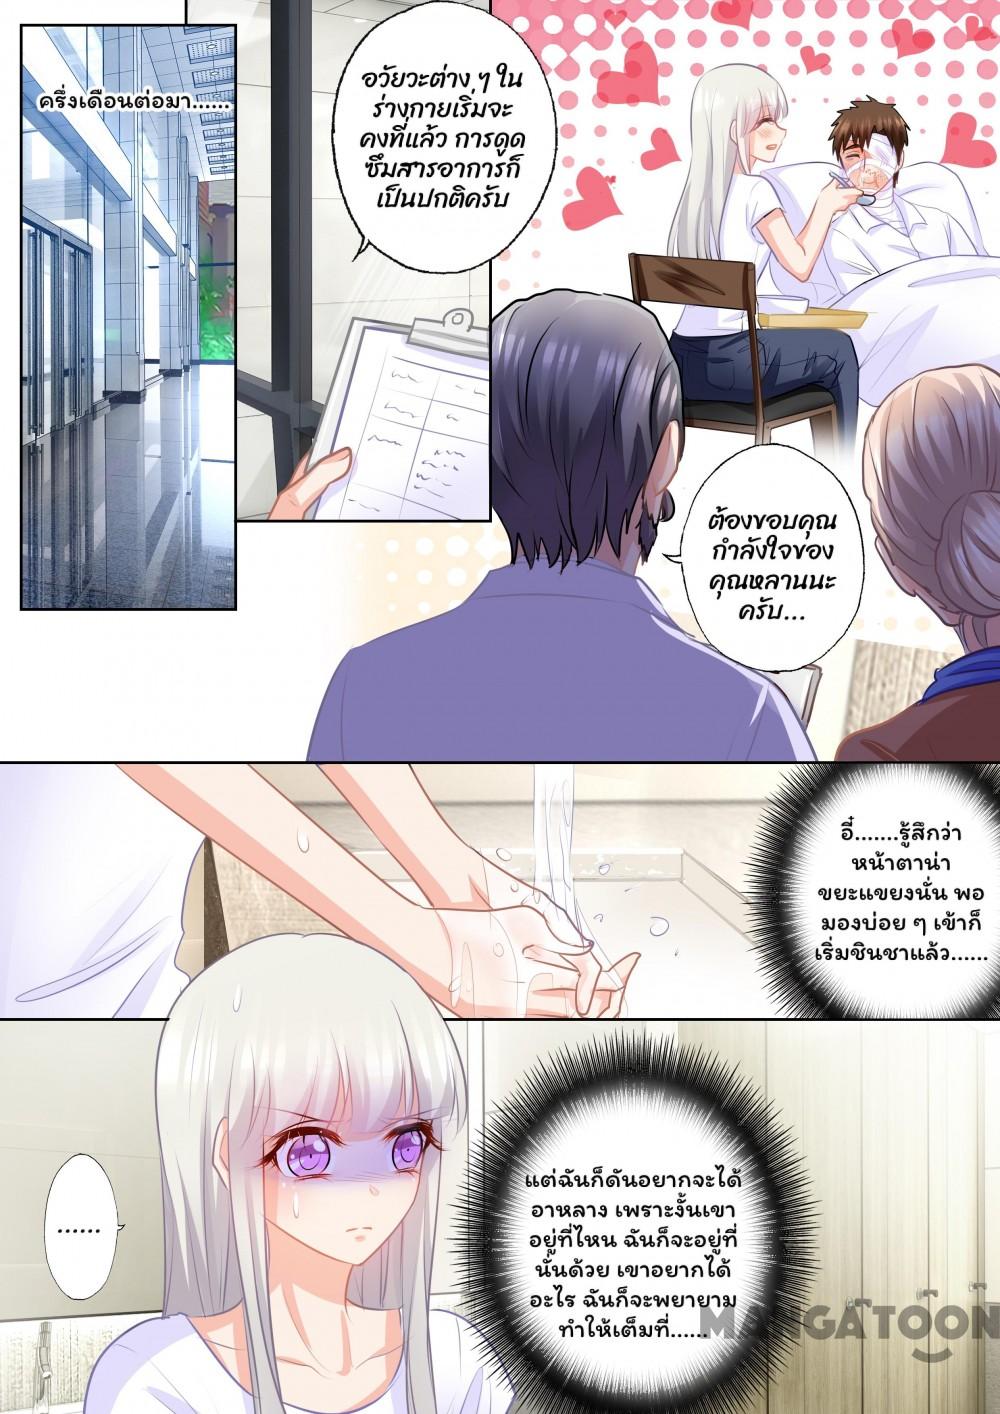 ครึ่งเดือนต่อมา......
อวัยวะต่าง ๆ ใน
ร่างกายเริ่มจะ
คงที่แล้ว การดูด
ซึมสารอาการก็
เป็นปกติครับ
ต้องขอบคุณ
กำลังใจของ
คุณหลานนะ
ครับ...
อี๋.......รู้สึกว่า
หน้าตาน่า
ขยะแขยงนั่น พอ
มองบ่อย ๆ เข้าก็
เริ่มชินชาแล้ว......
......
แต่ฉันก็ดันอยากจะได้
อาหลาง เพราะงั้นเขา
อยู่ที่ไหน ฉันก็จะอยู่ที่
นั่นด้วย เขาอยากได้
อะไร ฉันก็จะพยายาม
ทำให้เต็มที่......
MANGATOON